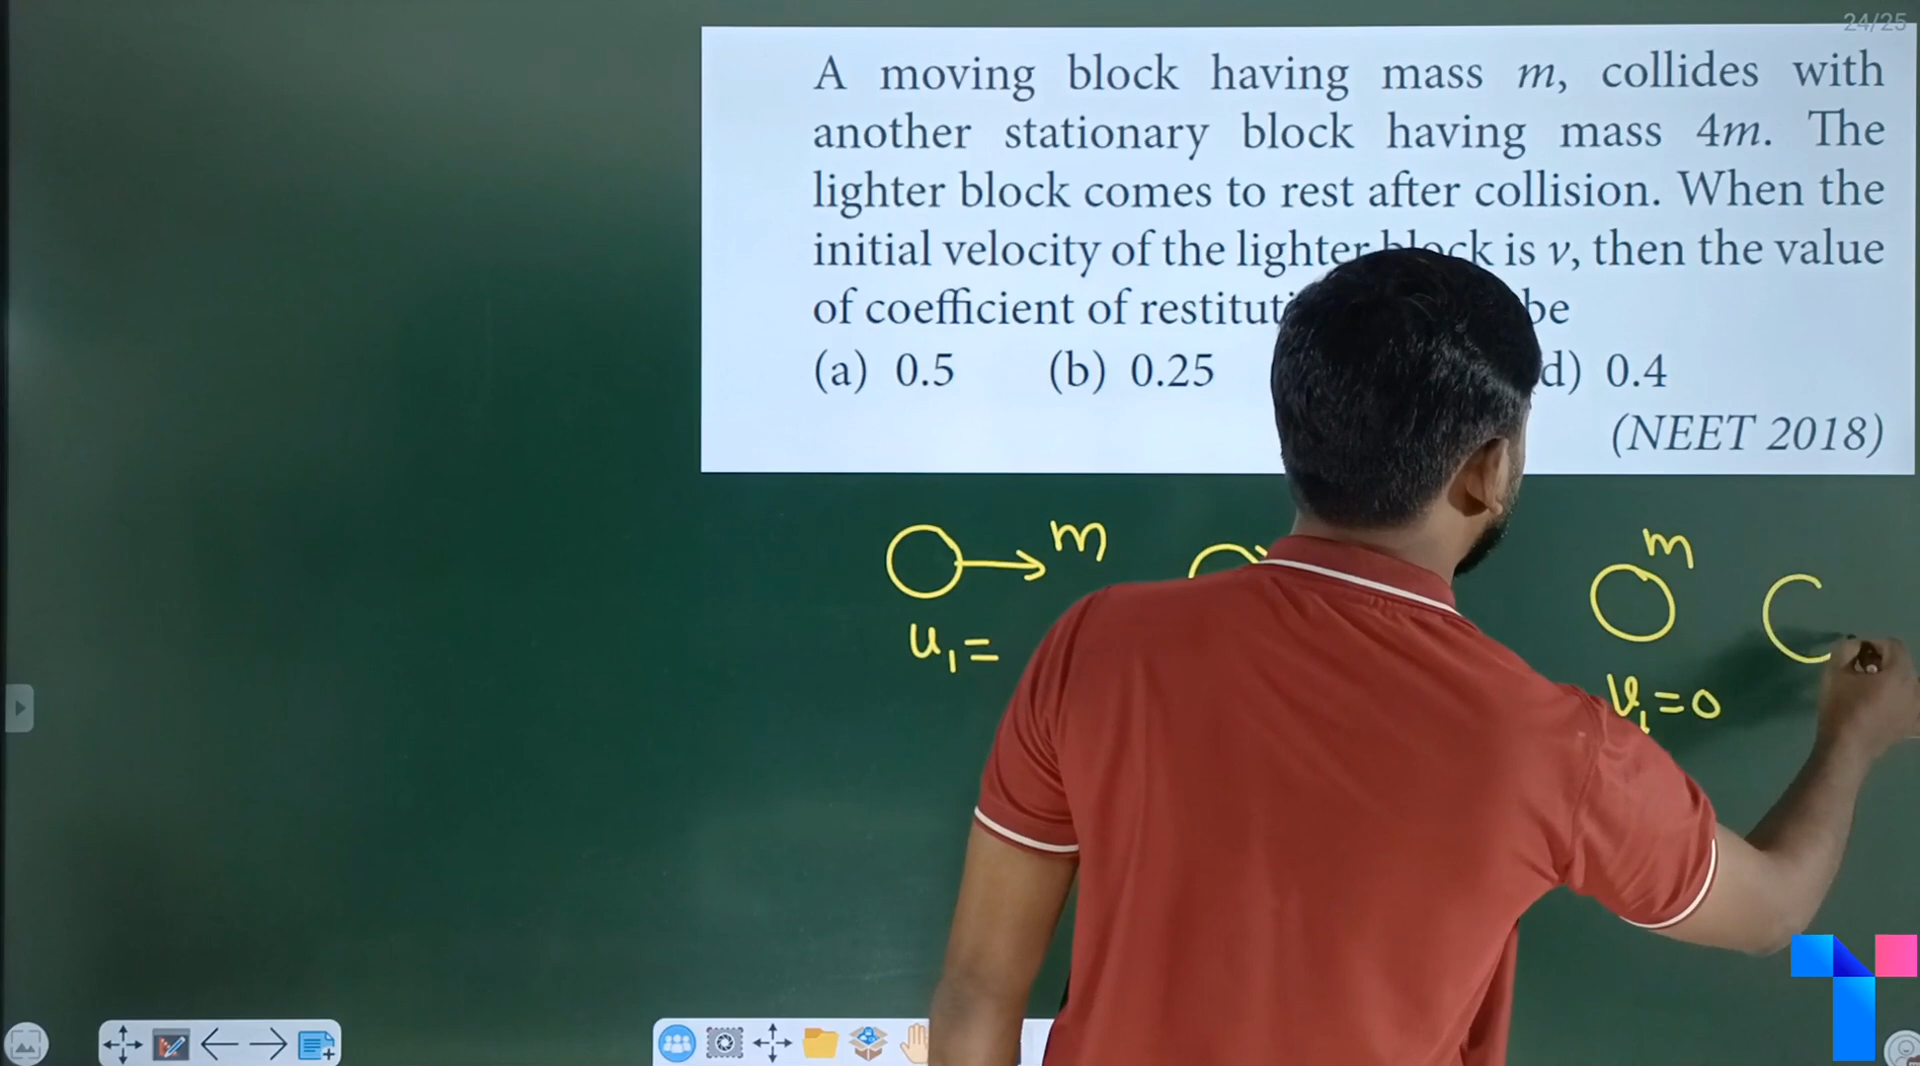 24/25
A moving block having mass m, collides with
another stationary block having mass 4m. The
lighter block comes to rest after collision. When the
initial velocity of the lighter block is v, then the value
of coefficient of be
(a) 0.5 (b) 0.25 d) 0.4
(NEET 2018)
m
m
u₁ =
v₁ = 0